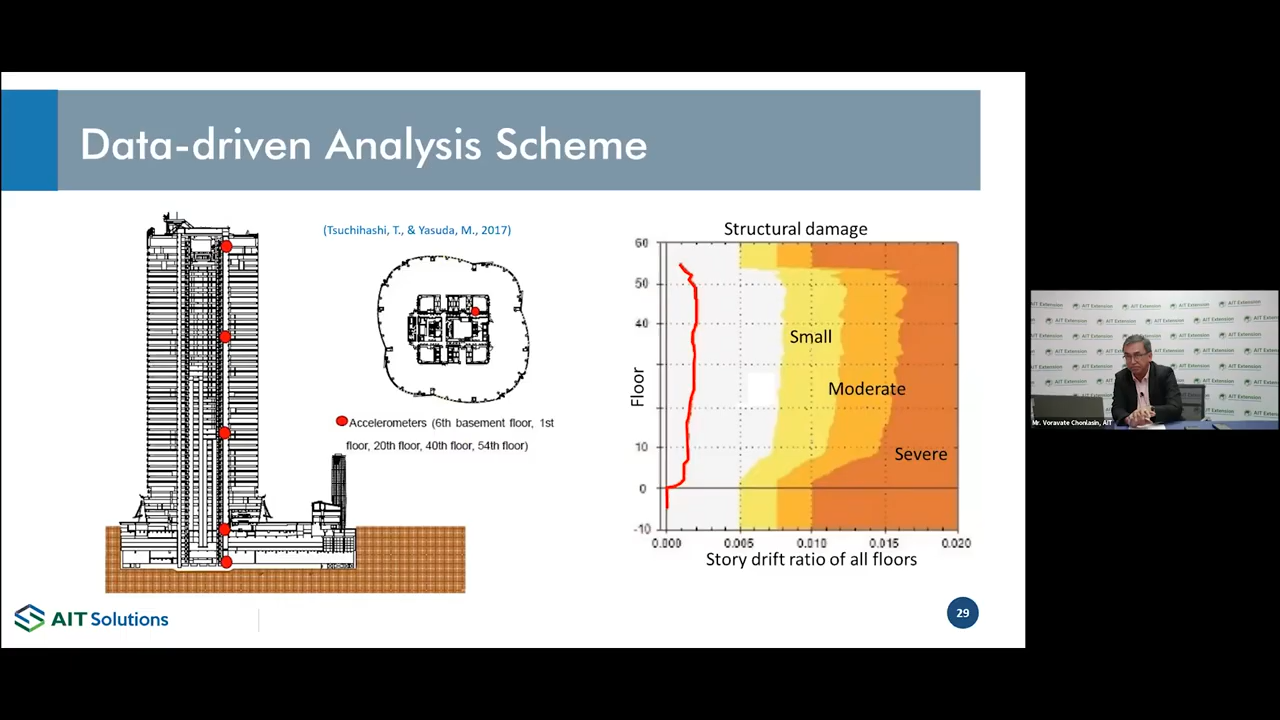 Data-driven Analysis Scheme
(Tsuchihashi, T., & Yasuda, M., 2017)
Accelerometers (6th basement floor, 1st
floor, 20th floor, 40th floor, 54th floor)
Structural damage
60
50
40
10
0
-10
Floor
Small
Moderate
Severe
0.000 0.005 0.010 0.015 0.020
Story drift ratio of all floors
AIT Solutions
29
AIT Extension
Mr. Voravate Chonlasin, AIT